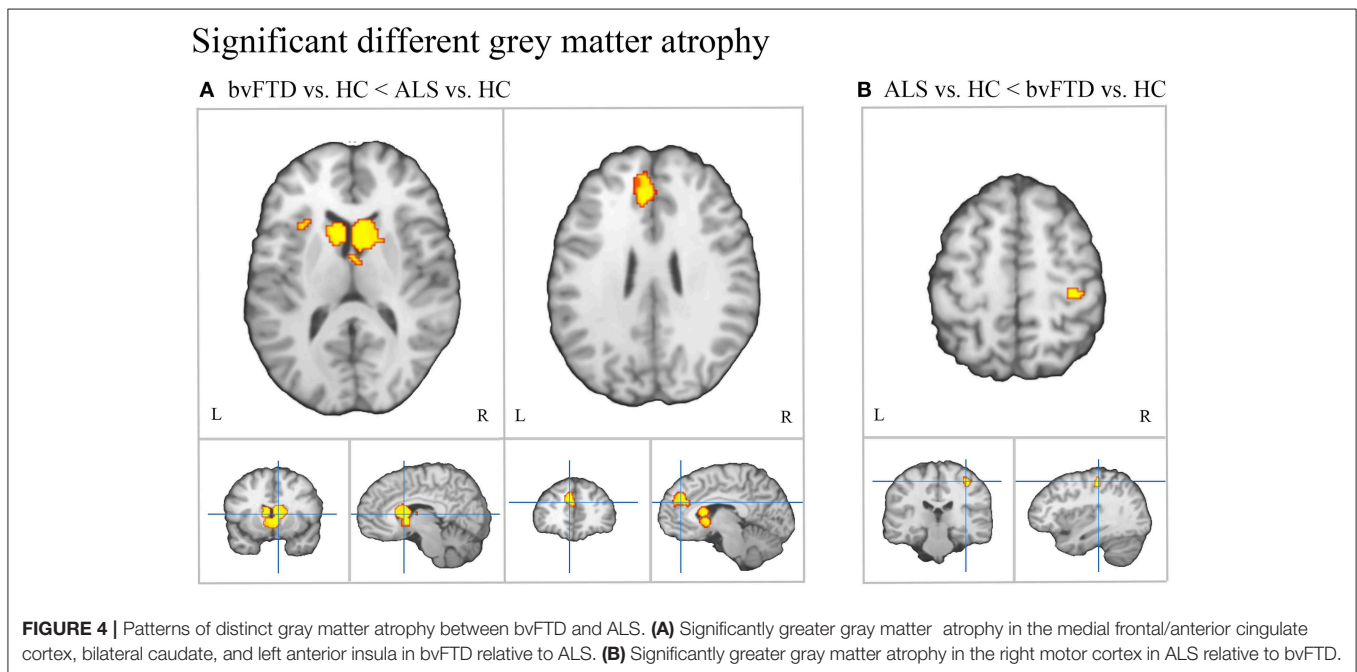 Significant different grey matter atrophy
A bvFTD vs. HC < ALS vs. HC
B ALS vs. HC < bvFTD vs. HC
L R L R L R
FIGURE 4 | Patterns of distinct gray matter atrophy between bvFTD and ALS. (A) Significantly greater gray matter atrophy in the medial frontal/anterior cingulate
cortex, bilateral caudate, and left anterior insula in bvFTD relative to ALS. (B) Significantly greater gray matter atrophy in the right motor cortex in ALS relative to bvFTD.